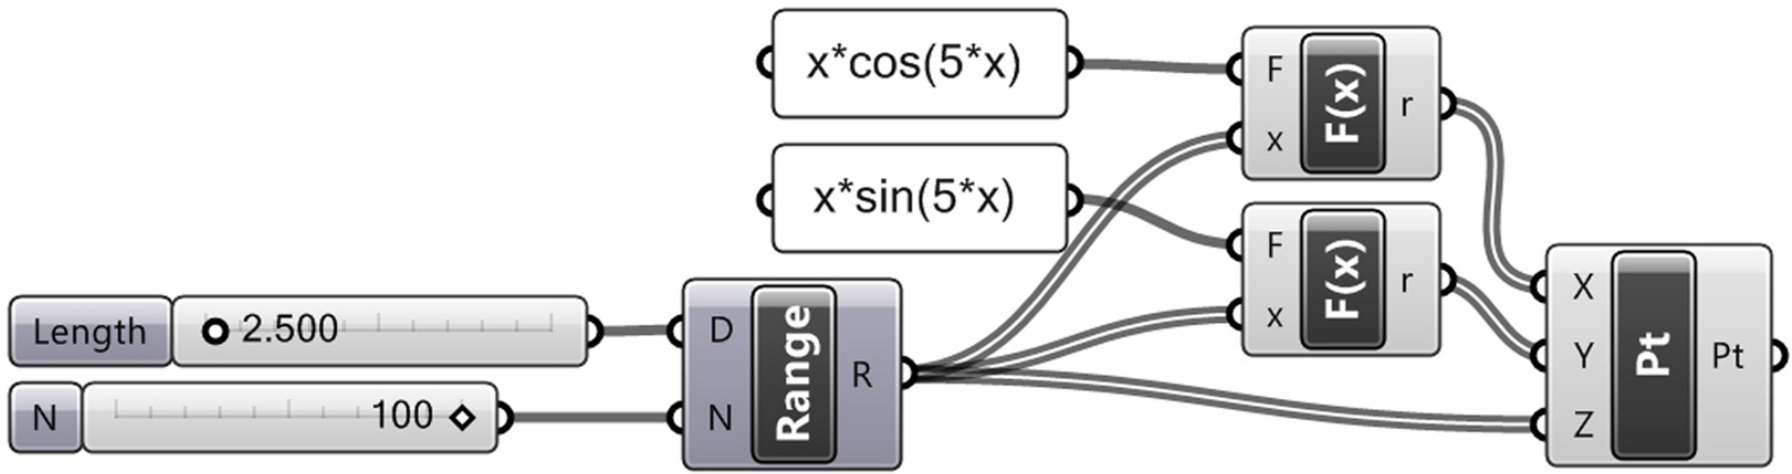 x*cos(5*x)
F
x
F(x)
r
x*sin(5*x)
F
x
F(x)
r
Length
2.500
N
100
D
N
Range
R
X
Y
Z
Pt
Pt